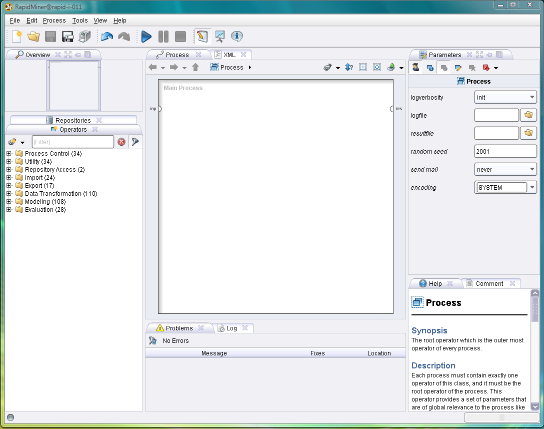 RapidMiner@rapid-i-011
File Edit Process Tools View Help
Overview
Process
XML
Parameters
Process
Main Process
inp
res
Process
logverbosity
init
logfile
resultfile
random seed
2001
send mail
never
encoding
SYSTEM
Repositories
Operators
[Filter]
Process Control (34)
Utility (34)
Repository Access (2)
Import (24)
Export (17)
Data Transformation (110)
Modeling (108)
Evaluation (28)
Problems
Log
No Errors
Message
Fixes
Location
Help
Comment
Process
Synopsis
The root operator which is the outer most
operator of every process.
Description
Each process must contain exactly one
operator of this class, and it must be the
root operator of the process. This
operator provides a set of parameters that
are of global relevance to the process like